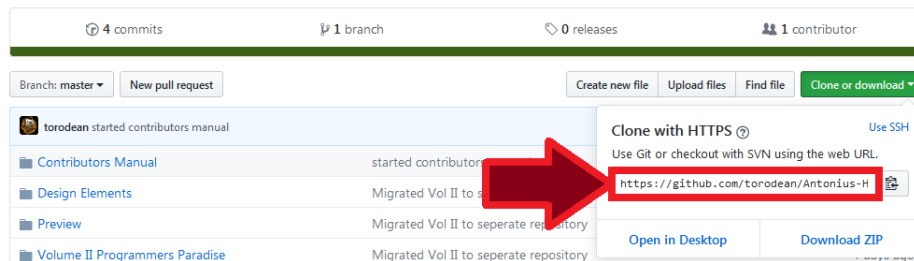 4 commits 1 branch 0 releases 1 contributor
Branch: master New pull request Create new file Upload files Find file Clone or download
torodean started contributors manual
Clone with HTTPS Use SSH
Use Git or checkout with SVN using the web URL.
https://github.com/torodean/Antonius-H
Open in Desktop Download ZIP
Contributors Manual started contributors
Design Elements Migrated Vol II to
Preview Migrated Vol II to seperate repository
Volume II Programmers Paradise Migrated Vol II to seperate repository